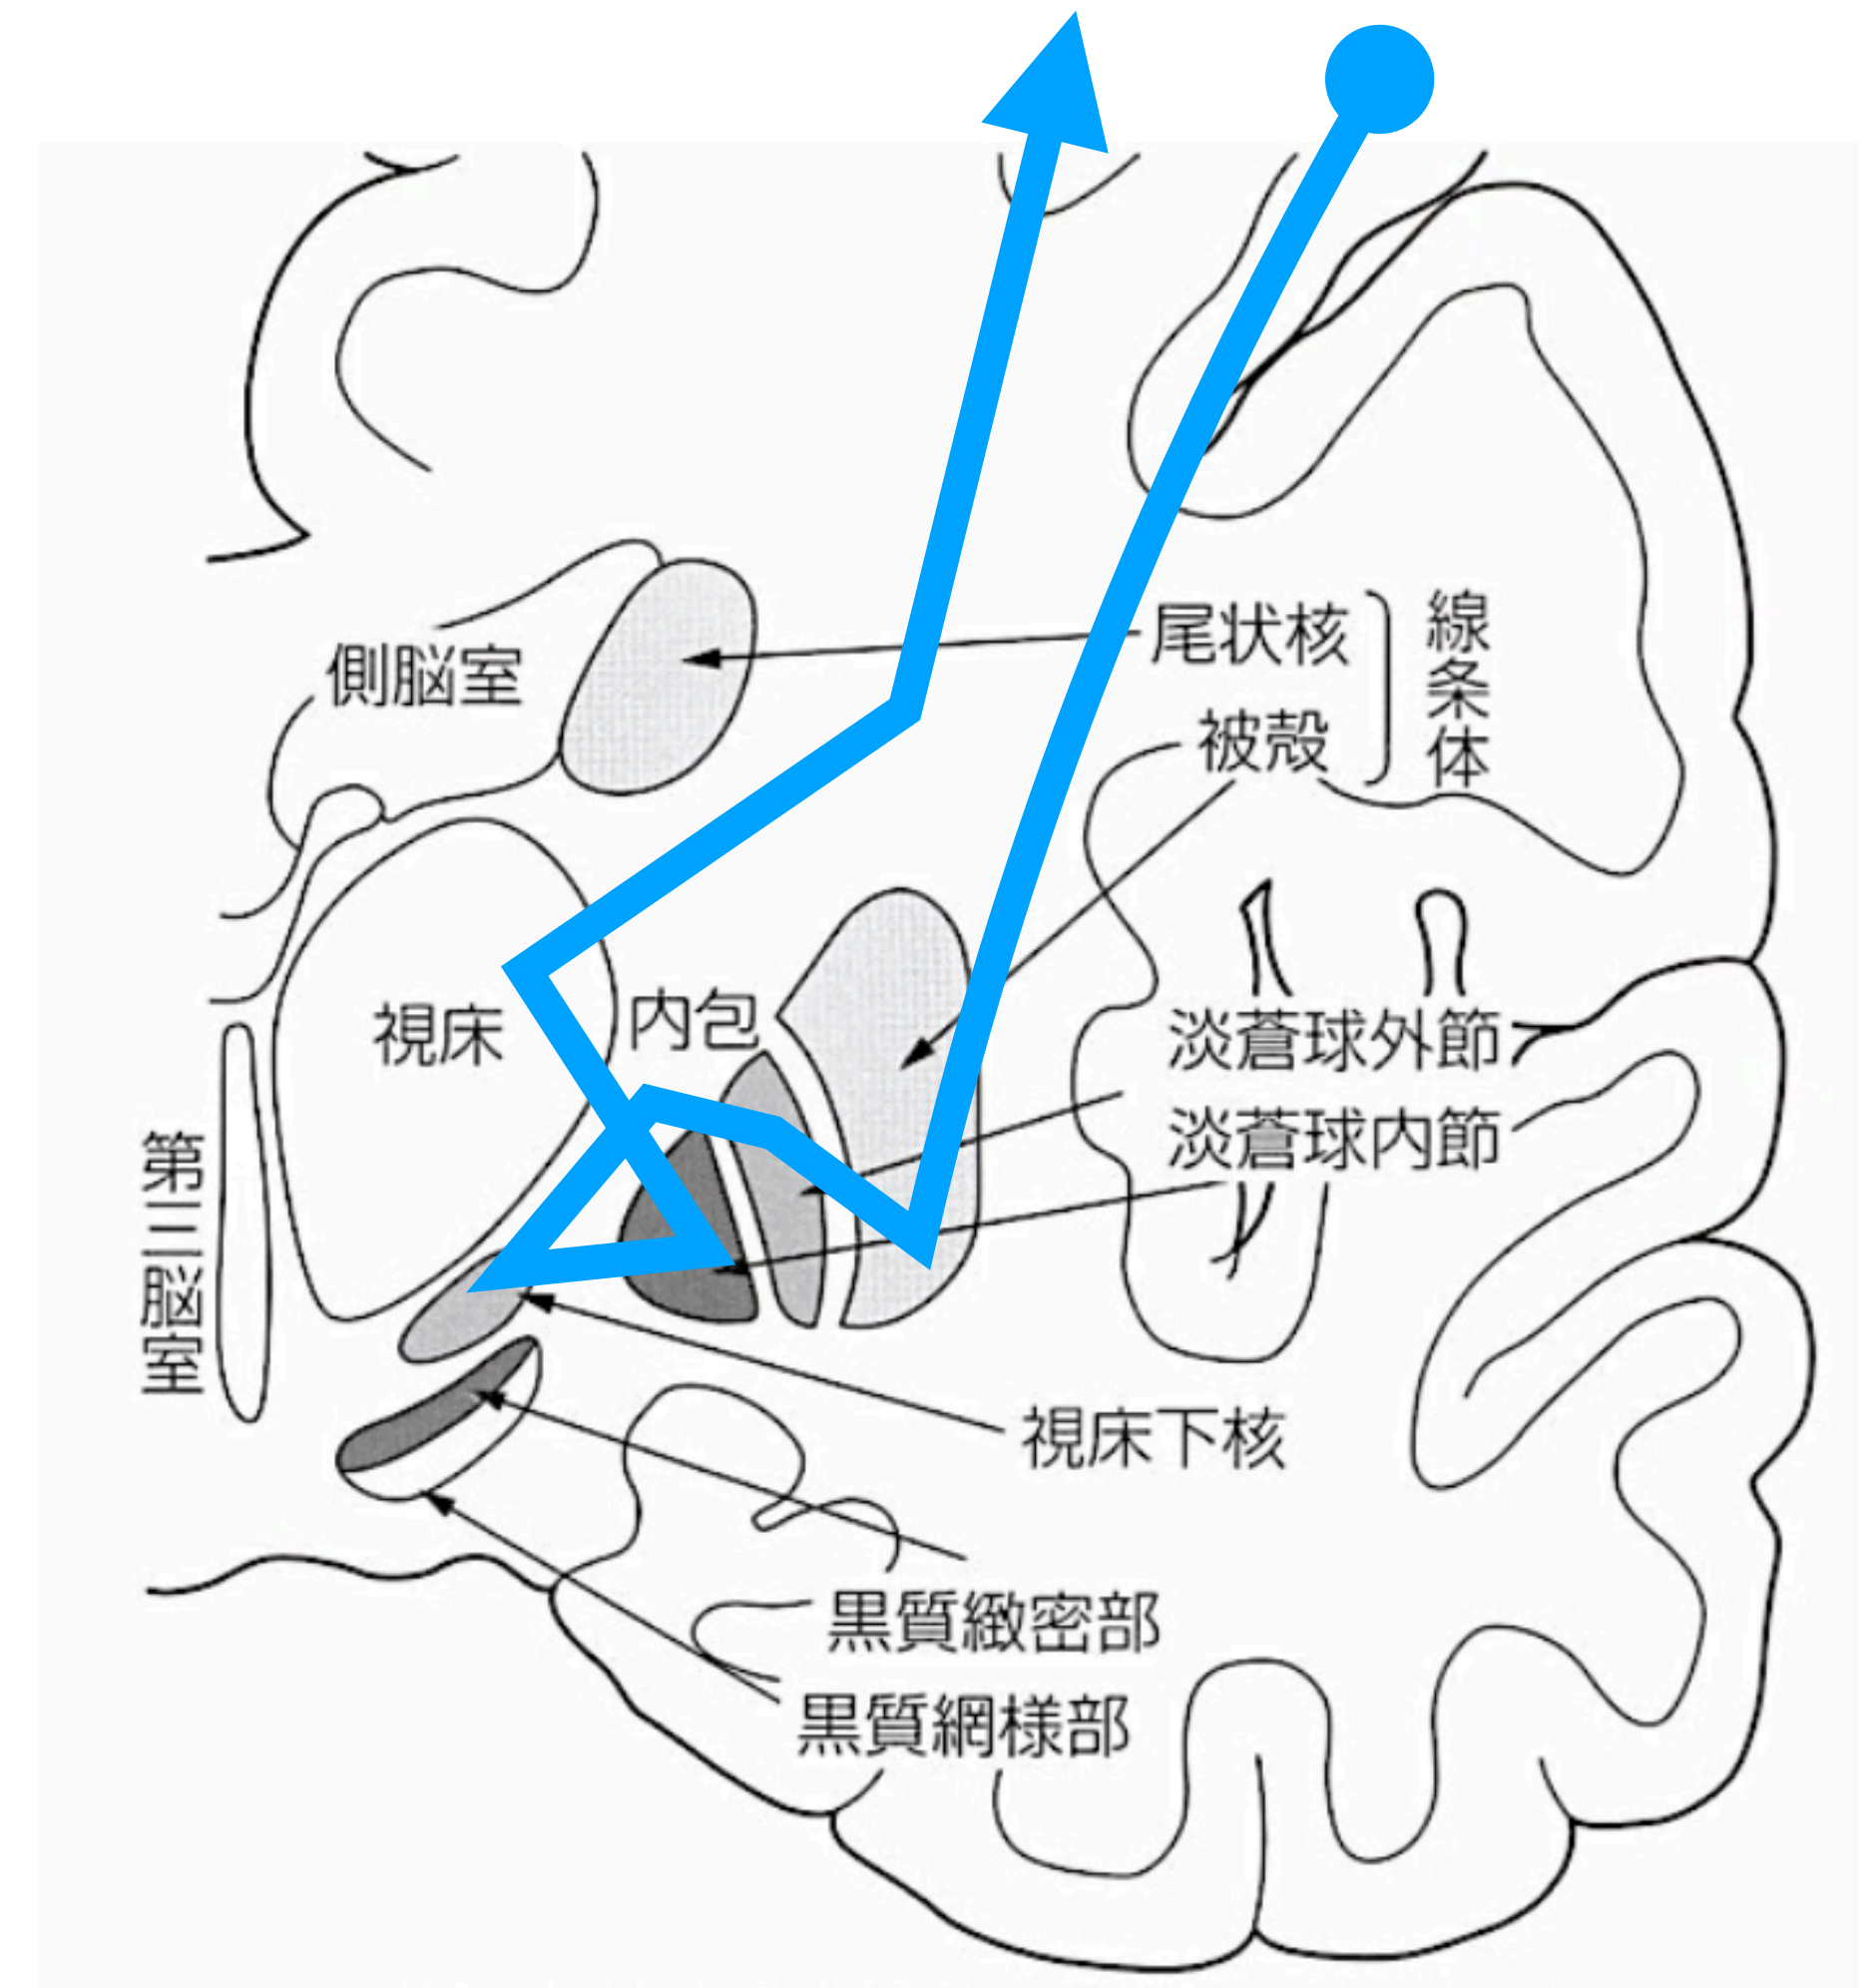 尾状核
線条体
側脳室
被殻
視床
内包
淡蒼球外節
淡蒼球内節
第三脳室
視床下核
黒質緻密部
黒質網様部